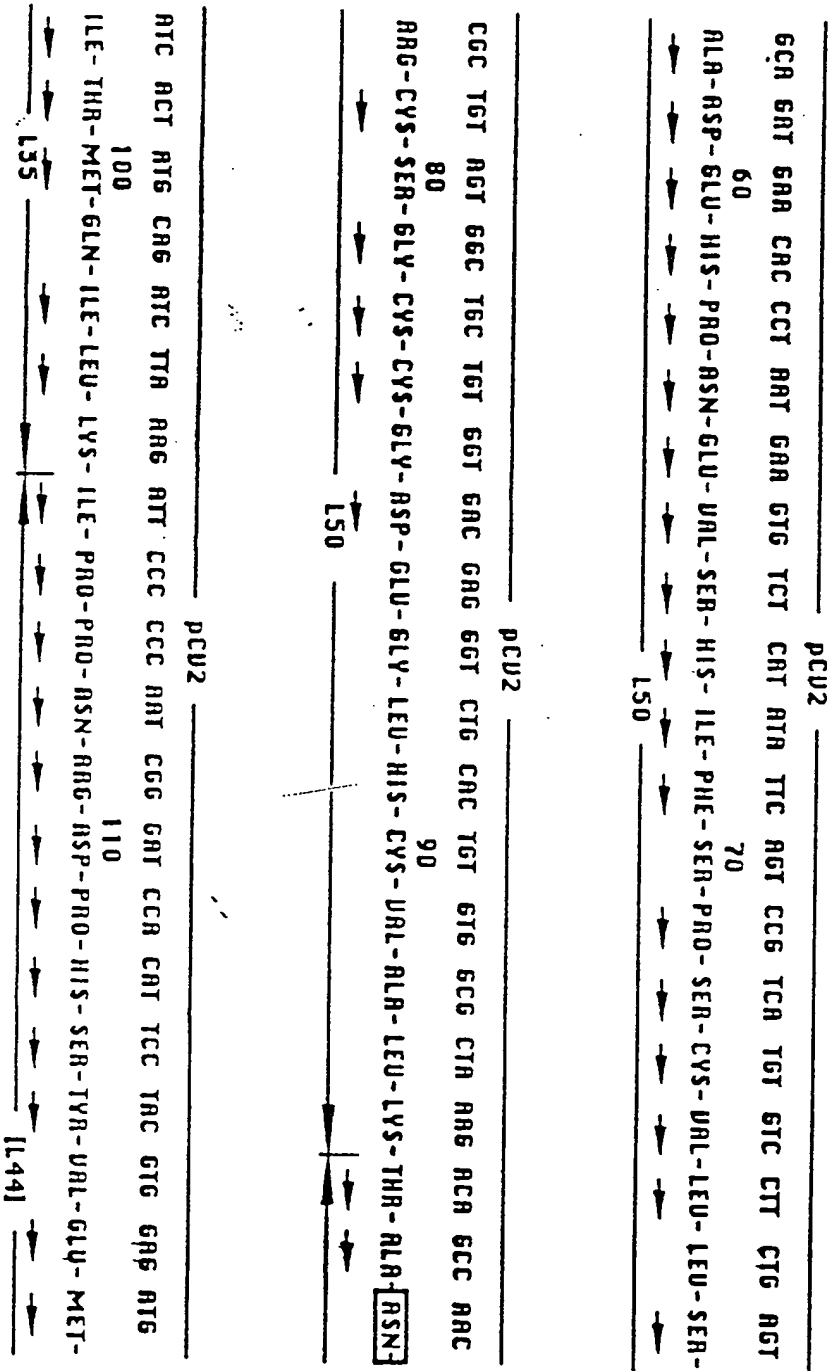 pCV2
GCA GAT GAA CAC CCT AAT GAA GTG TCT CAT ATA TTC AGT CCG TCA TGT GTC CTT CTG AGT
60 70
ALA-ASP-GLU-HIS-PRO-ASN-GLU-VAL-SER-HIS-ILE-PHE-SER-PRO-SER-CYS-VAL-LEU-LEU-SER-
L50
pCV2
CGC TGT AGT GGC TGC TGT GGT GAC GAG GGT CTG CAC TGT GTG GCG CTA AAG ACA GCC AAC
80 90
ARG-CYS-SER-GLY-CYS-CYS-GLY-ASP-GLU-GLY-LEU-HIS-CYS-VAL-ALA-LEU-LYS-THR-ALA-ASN-
L50
pCV2
ATC ACT ATG CAG ATC TTA AAG ATT CCC CCC AAT CGG GAT CCA CAT TCC TAC GTG GAG ATG
100 110
ILE-THR-MET-GLN-ILE-LEU-LYS-ILE-PRO-PRO-ASN-ARG-ASP-PRO-HIS-SER-TYR-VAL-GLU-MET-
L35 [L44]